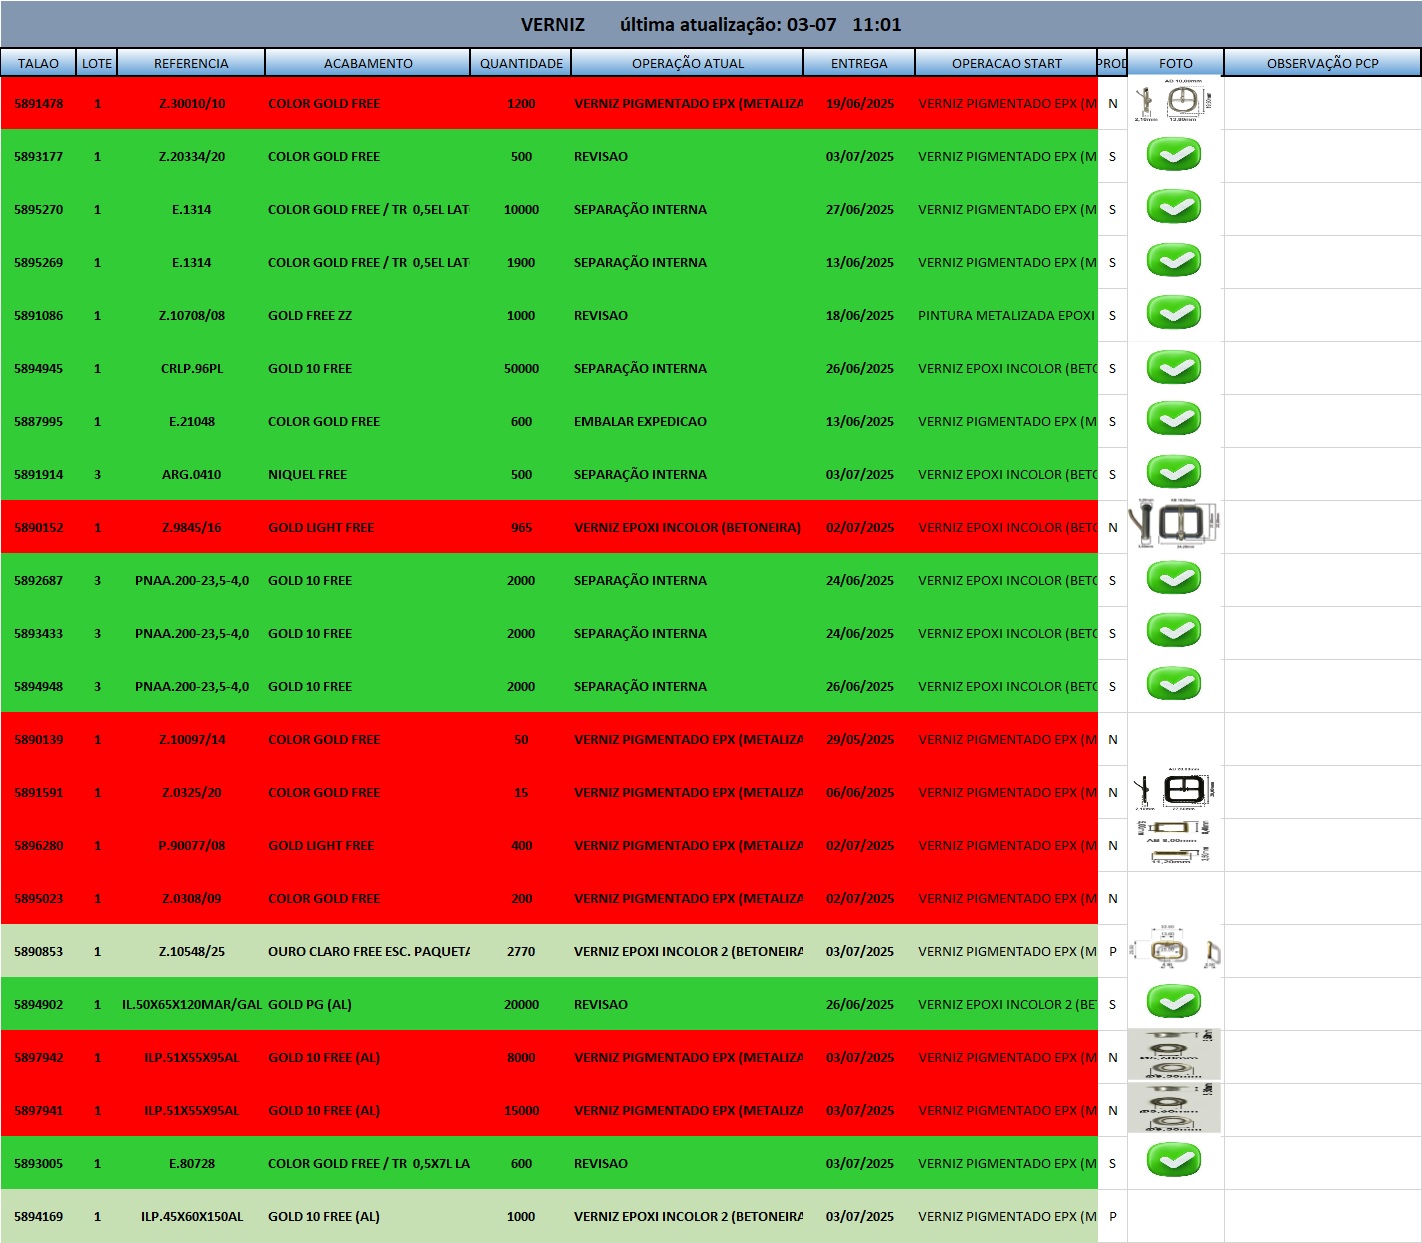 VERNIZ última atualização: 03-07 11:01
TALAO LOTE REFERENCIA ACABAMENTO QUANTIDADE OPERAÇÃO ATUAL ENTREGA OPERACAO START PROD FOTO OBSERVAÇÃO PCP
5891478 1 Z.30010/10 COLOR GOLD FREE 1200 VERNIZ PIGMENTADO EPX (METALIZA 19/06/2025 VERNIZ PIGMENTADO EPX (M N
5893177 1 Z.20334/20 COLOR GOLD FREE 500 REVISAO 03/07/2025 VERNIZ PIGMENTADO EPX (M S
5895270 1 E.1314 COLOR GOLD FREE / TR 0,5EL LAT 10000 SEPARAÇÃO INTERNA 27/06/2025 VERNIZ PIGMENTADO EPX (M S
5895269 1 E.1314 COLOR GOLD FREE / TR 0,5EL LAT 1900 SEPARAÇÃO INTERNA 13/06/2025 VERNIZ PIGMENTADO EPX (M S
5891086 1 Z.10708/08 GOLD FREE ZZ 1000 REVISAO 18/06/2025 PINTURA METALIZADA EPOXI S
5894945 1 CRLP.96PL GOLD 10 FREE 50000 SEPARAÇÃO INTERNA 26/06/2025 VERNIZ EPOXI INCOLOR (BETO S
5887995 1 E.21048 COLOR GOLD FREE 600 EMBALAR EXPEDICAO 13/06/2025 VERNIZ PIGMENTADO EPX (M S
5891914 3 ARG.0410 NIQUEL FREE 500 SEPARAÇÃO INTERNA 03/07/2025 VERNIZ EPOXI INCOLOR (BETO S
5890152 1 Z.9845/16 GOLD LIGHT FREE 965 VERNIZ EPOXI INCOLOR (BETONEIRA) 02/07/2025 VERNIZ EPOXI INCOLOR (BETO N
5892687 3 PNAA.200-23,5-4,0 GOLD 10 FREE 2000 SEPARAÇÃO INTERNA 24/06/2025 VERNIZ EPOXI INCOLOR (BETO S
5893433 3 PNAA.200-23,5-4,0 GOLD 10 FREE 2000 SEPARAÇÃO INTERNA 24/06/2025 VERNIZ EPOXI INCOLOR (BETO S
5894948 3 PNAA.200-23,5-4,0 GOLD 10 FREE 2000 SEPARAÇÃO INTERNA 26/06/2025 VERNIZ EPOXI INCOLOR (BETO S
5890139 1 Z.10097/14 COLOR GOLD FREE 50 VERNIZ PIGMENTADO EPX (METALIZA 29/05/2025 VERNIZ PIGMENTADO EPX (M N
5891591 1 Z.0325/20 COLOR GOLD FREE 15 VERNIZ PIGMENTADO EPX (METALIZA 06/06/2025 VERNIZ PIGMENTADO EPX (M N
5896280 1 P.90077/08 GOLD LIGHT FREE 400 VERNIZ PIGMENTADO EPX (METALIZA 02/07/2025 VERNIZ PIGMENTADO EPX (M N
5895023 1 Z.0308/09 COLOR GOLD FREE 200 VERNIZ PIGMENTADO EPX (METALIZA 02/07/2025 VERNIZ PIGMENTADO EPX (M N
5890853 1 Z.10548/25 OURO CLARO FREE ESC. PAQUETA 2770 VERNIZ EPOXI INCOLOR 2 (BETONEIRA 03/07/2025 VERNIZ PIGMENTADO EPX (M P
5894902 1 IL.50X65X120MAR/GAL GOLD PG (AL) 20000 REVISAO 26/06/2025 VERNIZ EPOXI INCOLOR 2 (BE S
5897942 1 ILP.51X55X95AL GOLD 10 FREE (AL) 8000 VERNIZ PIGMENTADO EPX (METALIZA 03/07/2025 VERNIZ PIGMENTADO EPX (M N
5897941 1 ILP.51X55X95AL GOLD 10 FREE (AL) 15000 VERNIZ PIGMENTADO EPX (METALIZA 03/07/2025 VERNIZ PIGMENTADO EPX (M N
5893005 1 E.80728 COLOR GOLD FREE / TR 0,5X7L LA 600 REVISAO 03/07/2025 VERNIZ PIGMENTADO EPX (M S
5894169 1 ILP.45X60X150AL GOLD 10 FREE (AL) 1000 VERNIZ EPOXI INCOLOR 2 (BETONEIRA 03/07/2025 VERNIZ PIGMENTADO EPX (M P